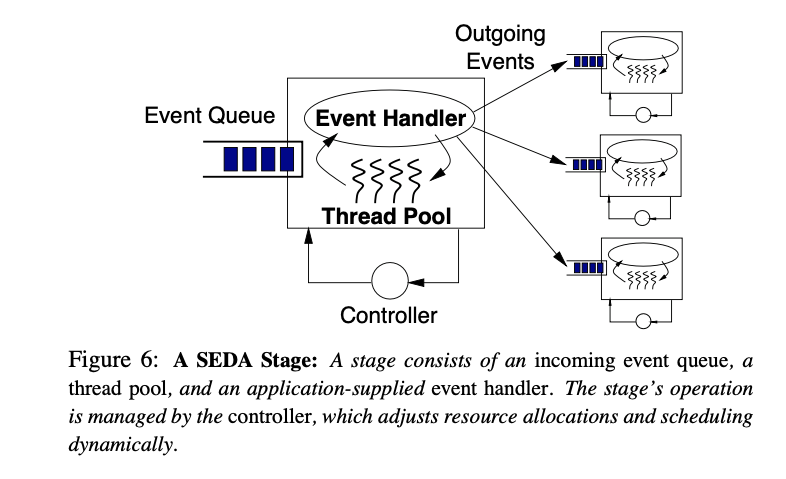 Outgoing
Events
Event Queue
Event Handler
Thread Pool
Controller
Figure 6: A SEDA Stage: A stage consists of an incoming event queue, a
thread pool, and an application-supplied event handler. The stage's operation
is managed by the controller, which adjusts resource allocations and scheduling
dynamically.